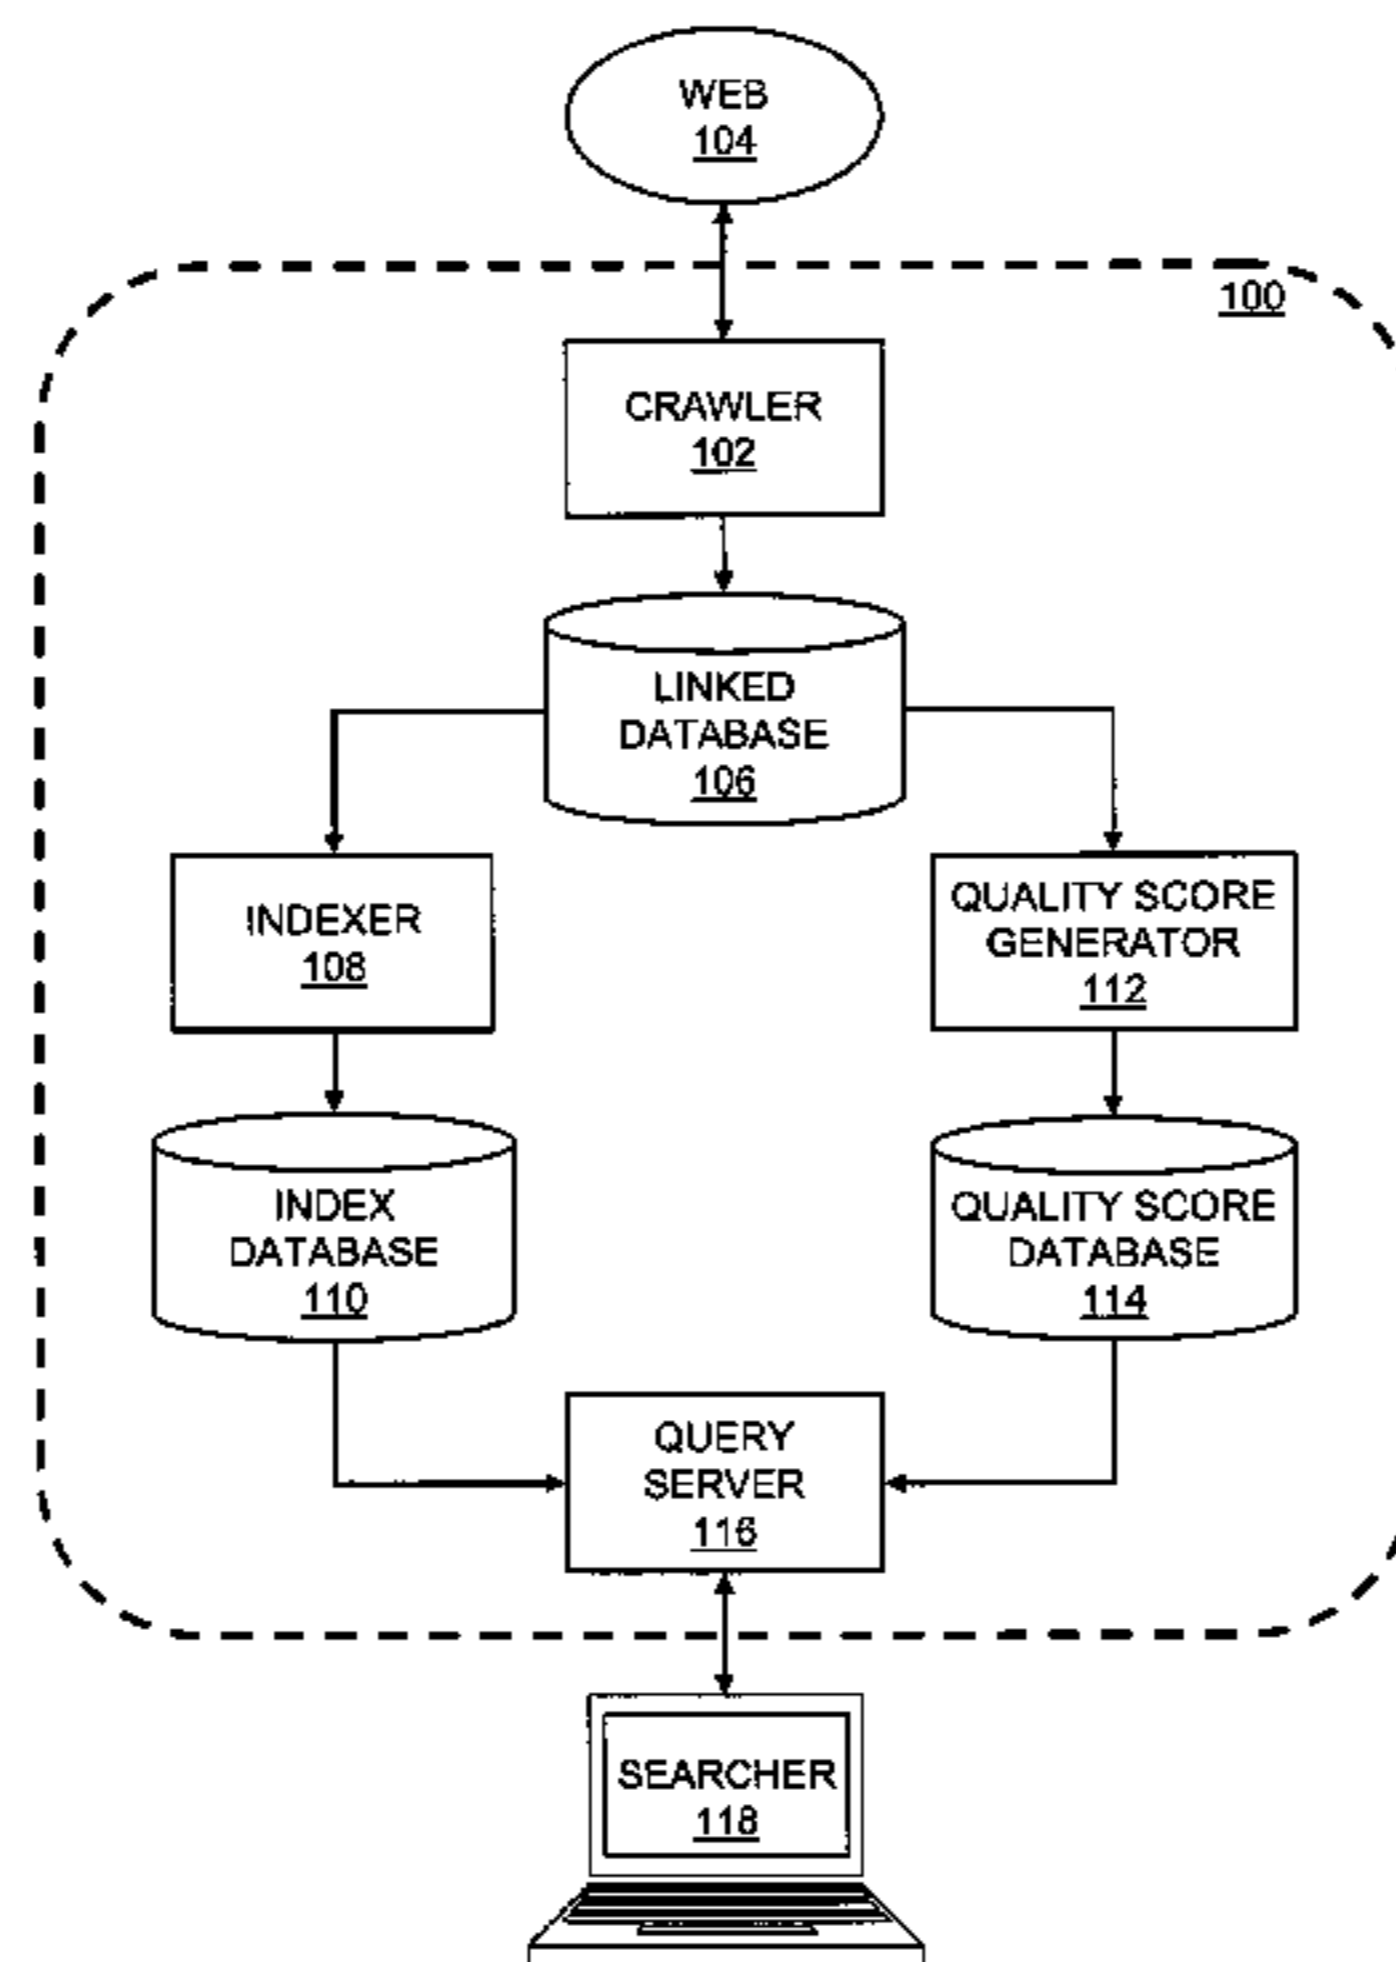 WEB
104
100
CRAWLER
102
LINKED
DATABASE
106
INDEXER
108
QUALITY SCORE
GENERATOR
112
INDEX
DATABASE
110
QUALITY SCORE
DATABASE
114
QUERY
SERVER
116
SEARCHER
118